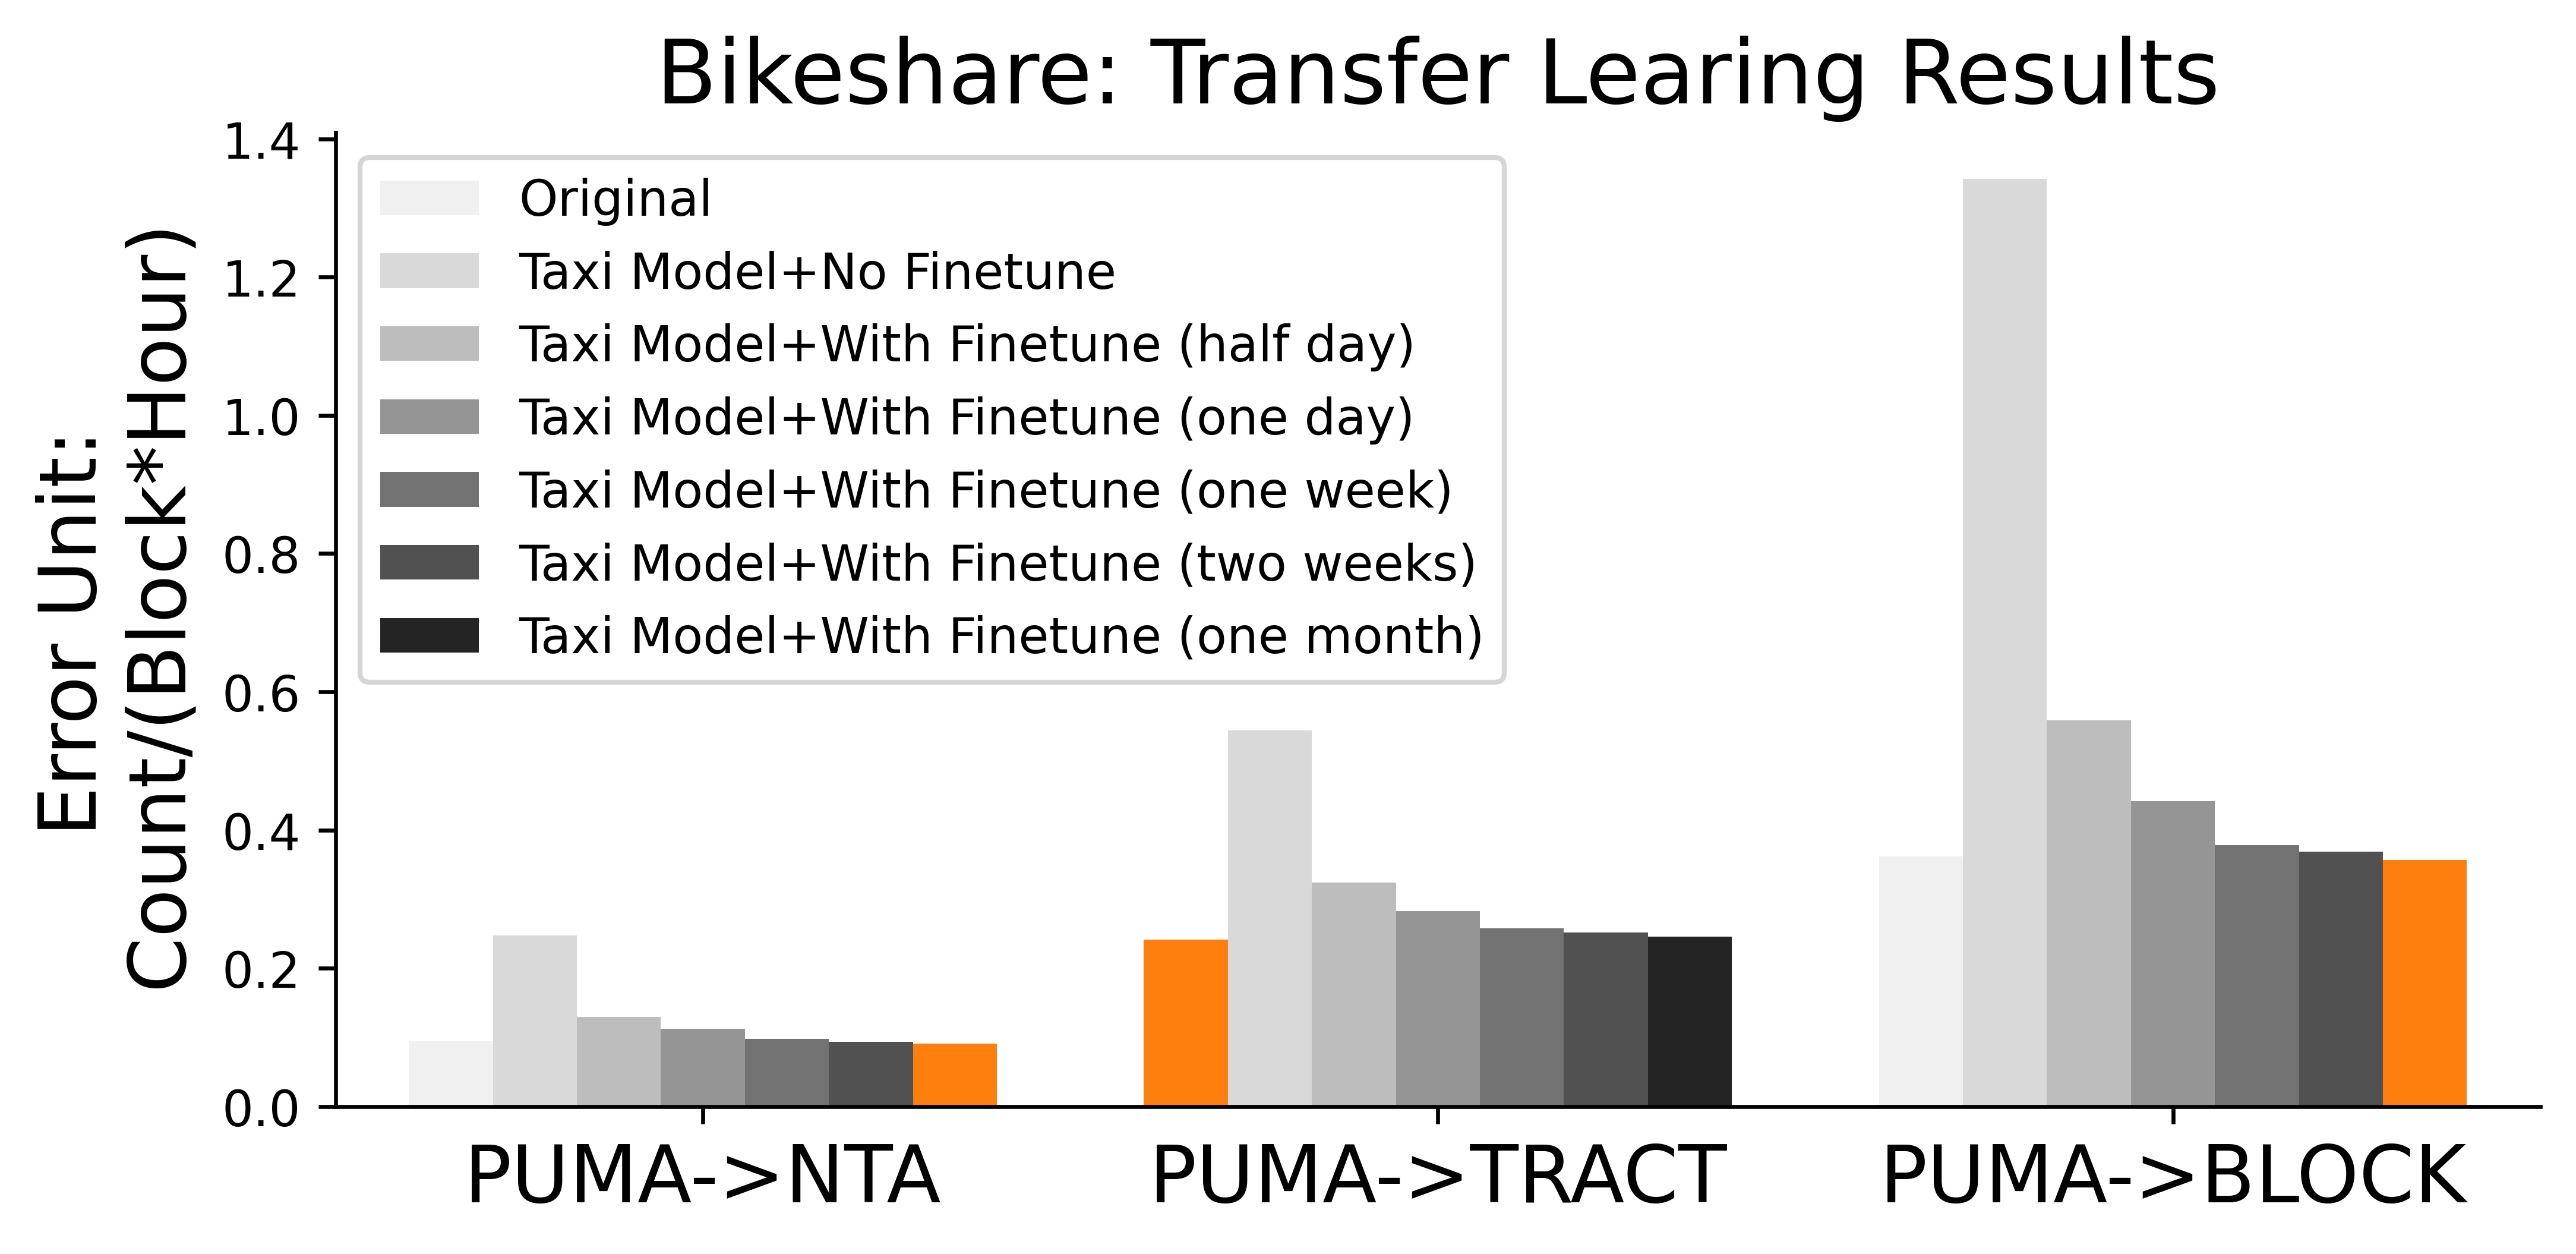 Bikeshare: Transfer Learing Results
Error Unit:
Count/(Block*Hour)
1.4
1.2
1.0
0.8
0.6
0.4
0.2
0.0
Original
Taxi Model+No Finetune
Taxi Model+With Finetune (half day)
Taxi Model+With Finetune (one day)
Taxi Model+With Finetune (one week)
Taxi Model+With Finetune (two weeks)
Taxi Model+With Finetune (one month)
PUMA->NTA
PUMA->TRACT
PUMA->BLOCK